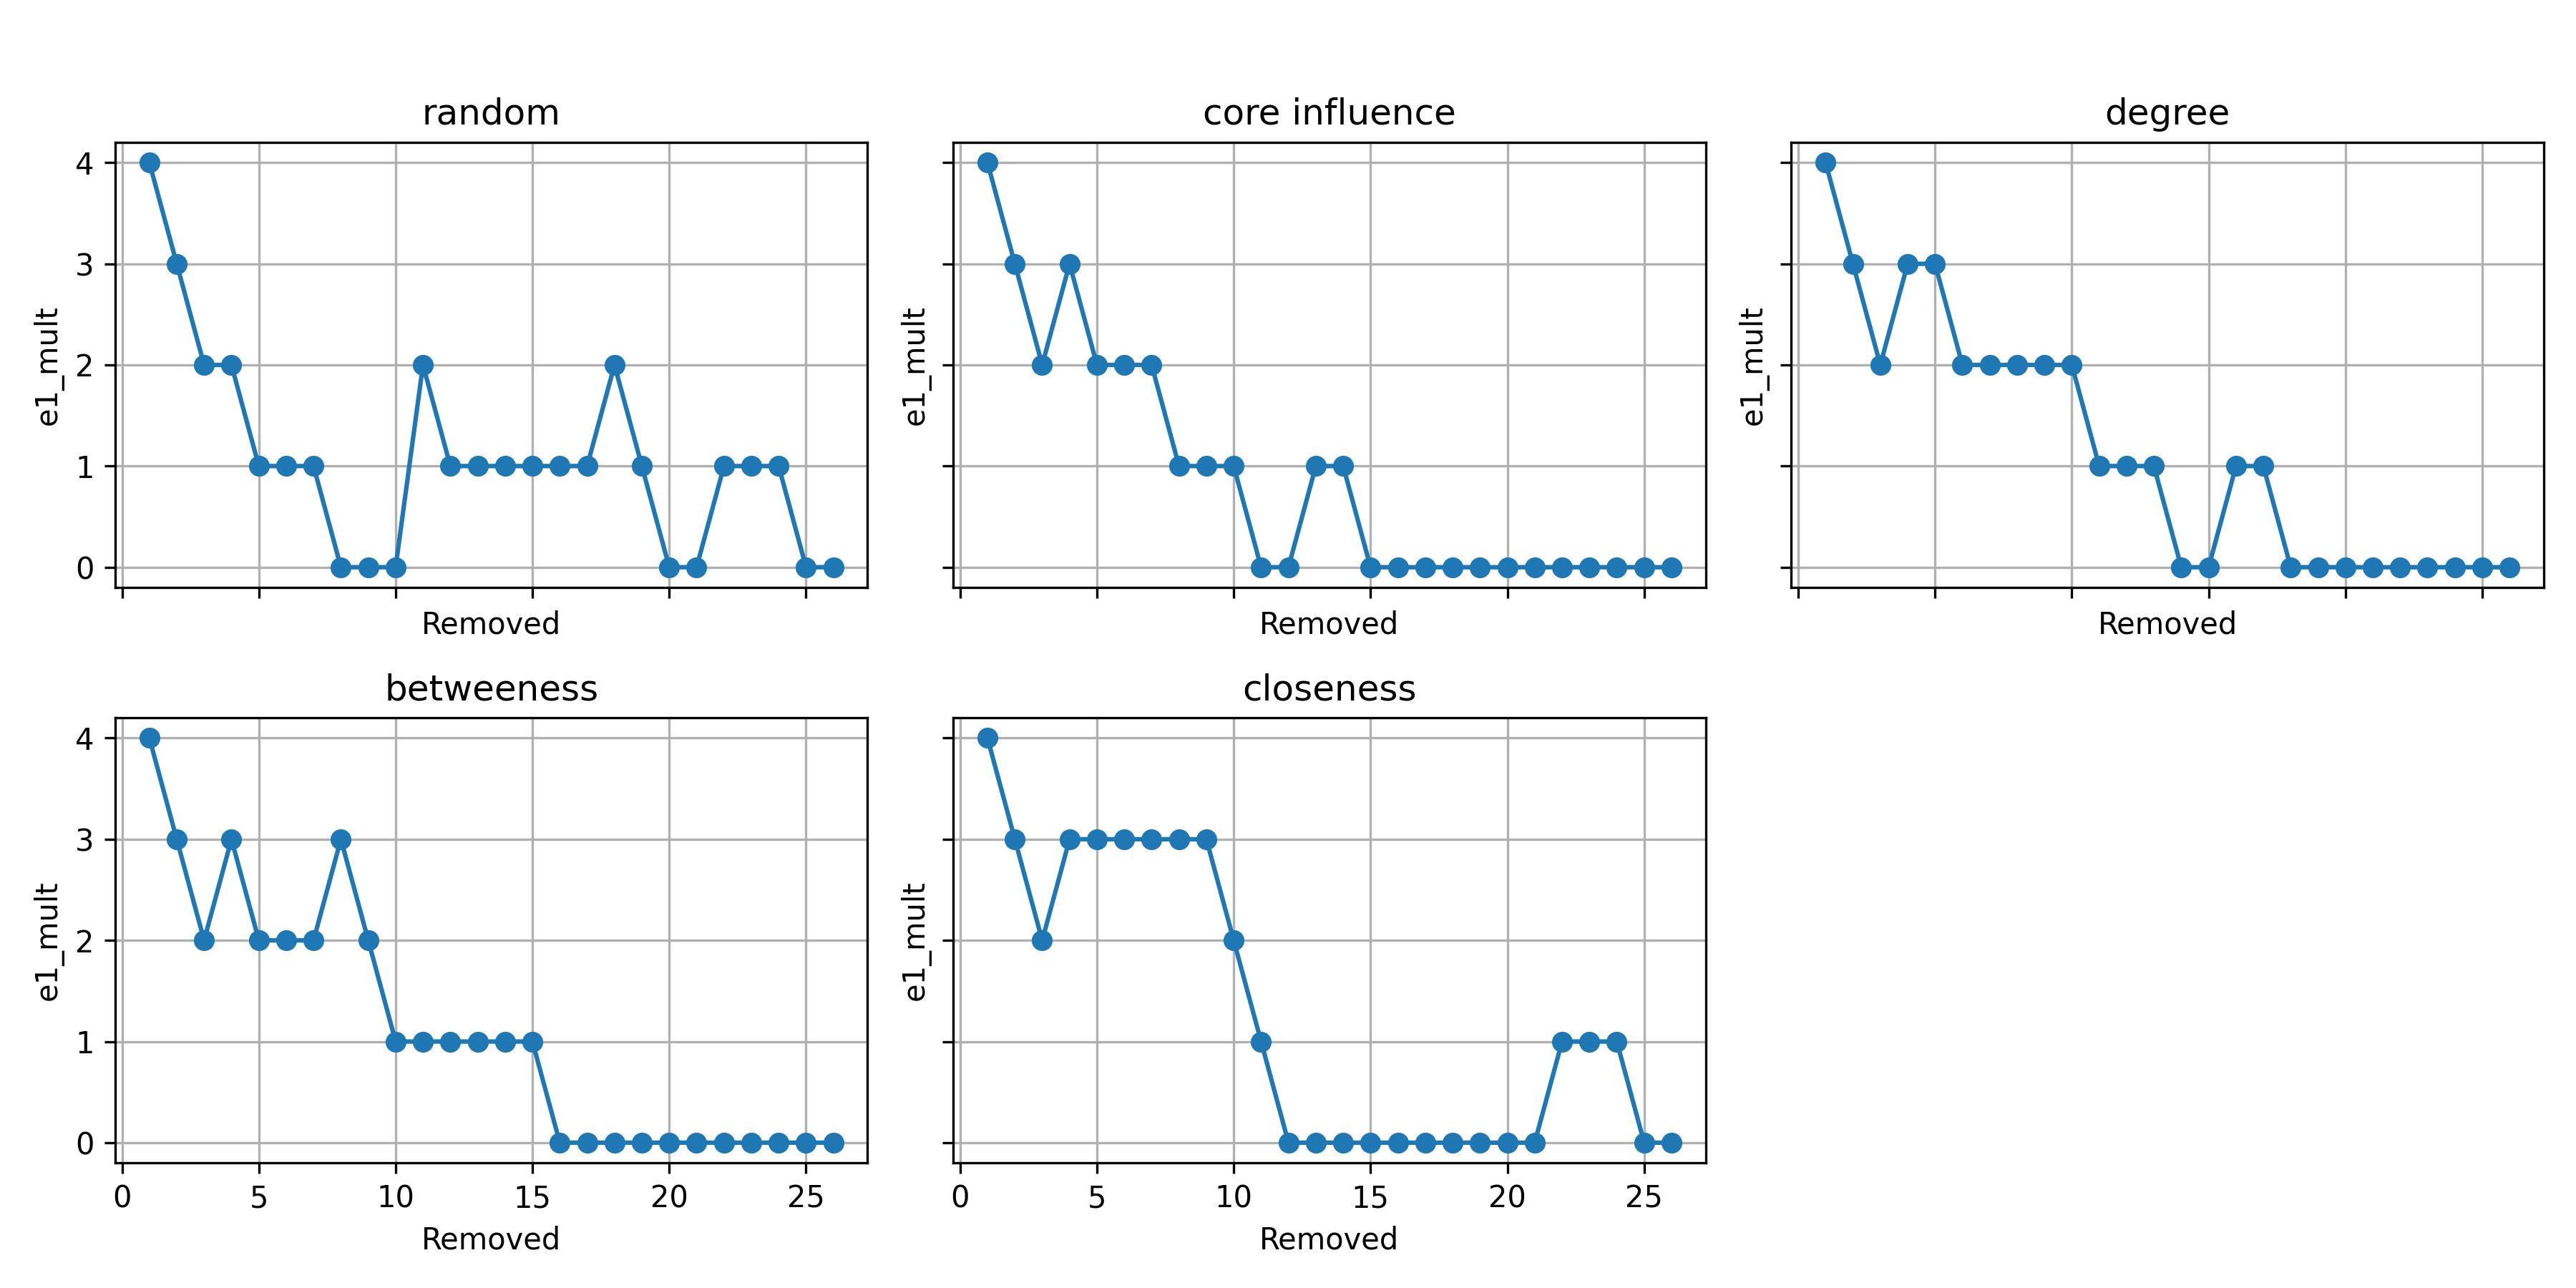 random
4
3
2
1
0
e1_mult
Removed
core influence
e1_mult
Removed
degree
e1_mult
Removed
betweeness
4
3
2
1
0
e1_mult
0 5 10 15 20 25
Removed
closeness
e1_mult
0 5 10 15 20 25
Removed